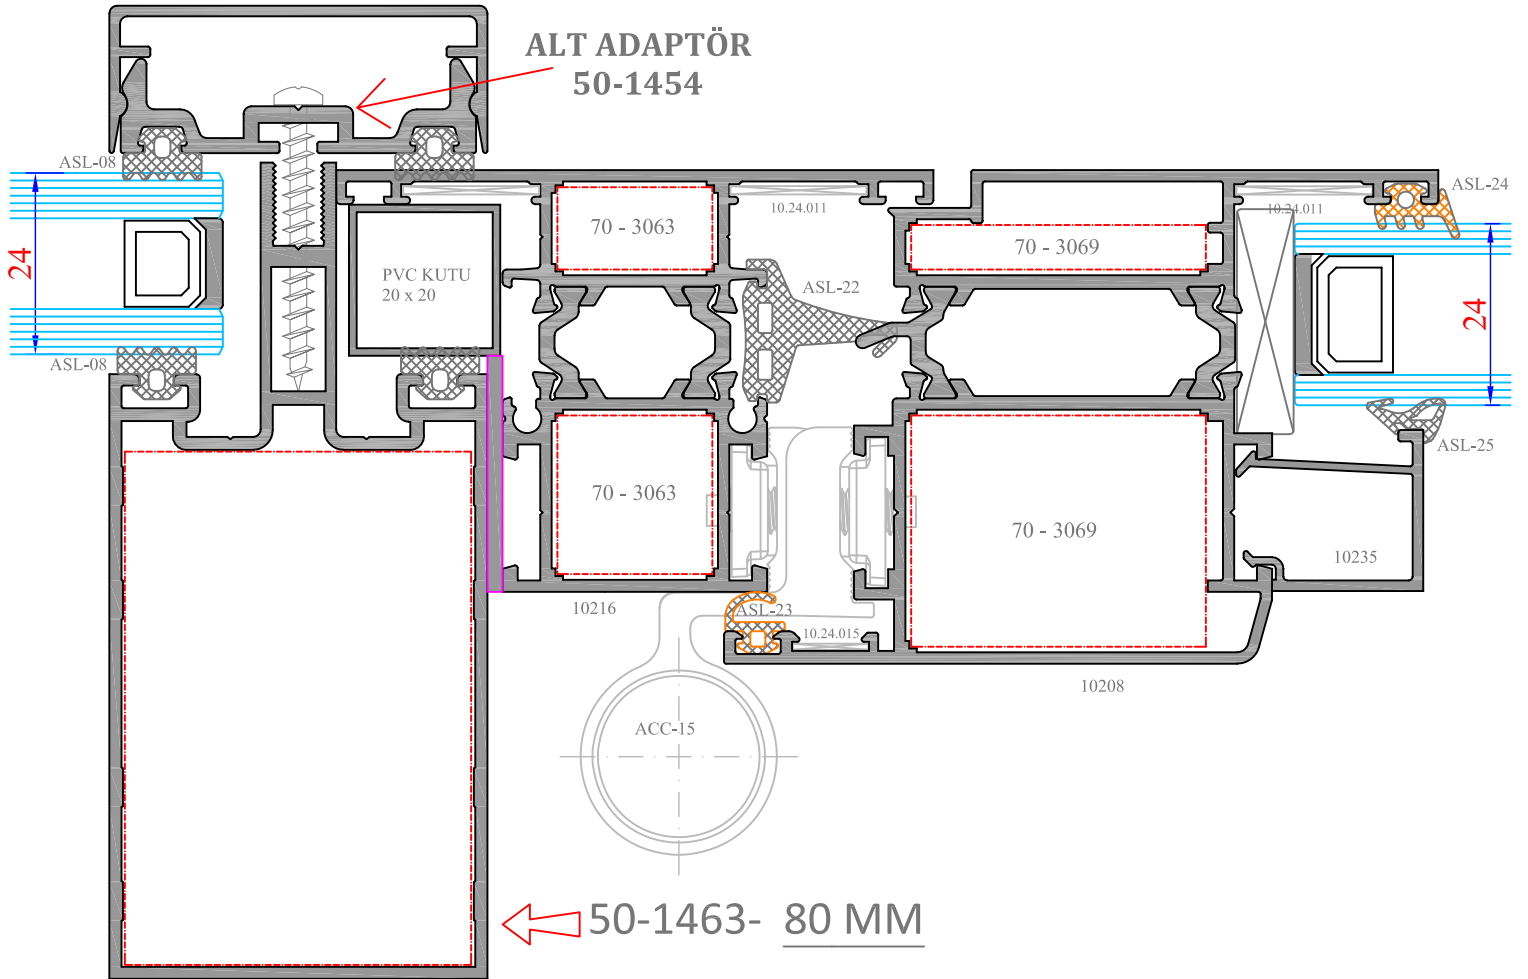 ALT ADAPTÖR
50-1454
ASL-08
ASL-24
10.24.011
10.24.011
70 - 3063
70 - 3069
24
PVC KUTU
20 x 20
ASL-22
24
ASL-08
ASL-25
70 - 3063
70 - 3069
10235
10216
ASL-23
10.24.015
10208
ACC-15
50-1463- 80 MM